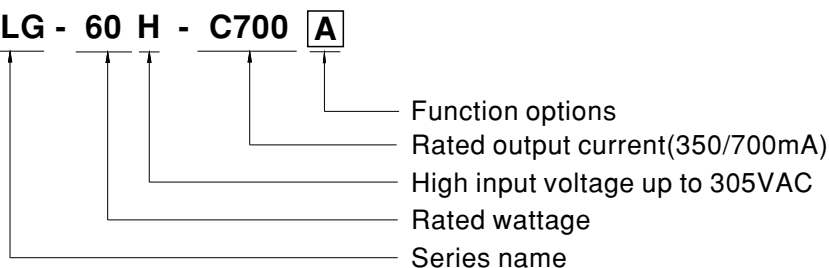 LG - 60 H - C700 A
Function options
Rated output current(350/700mA)
High input voltage up to 305VAC
Rated wattage
Series name